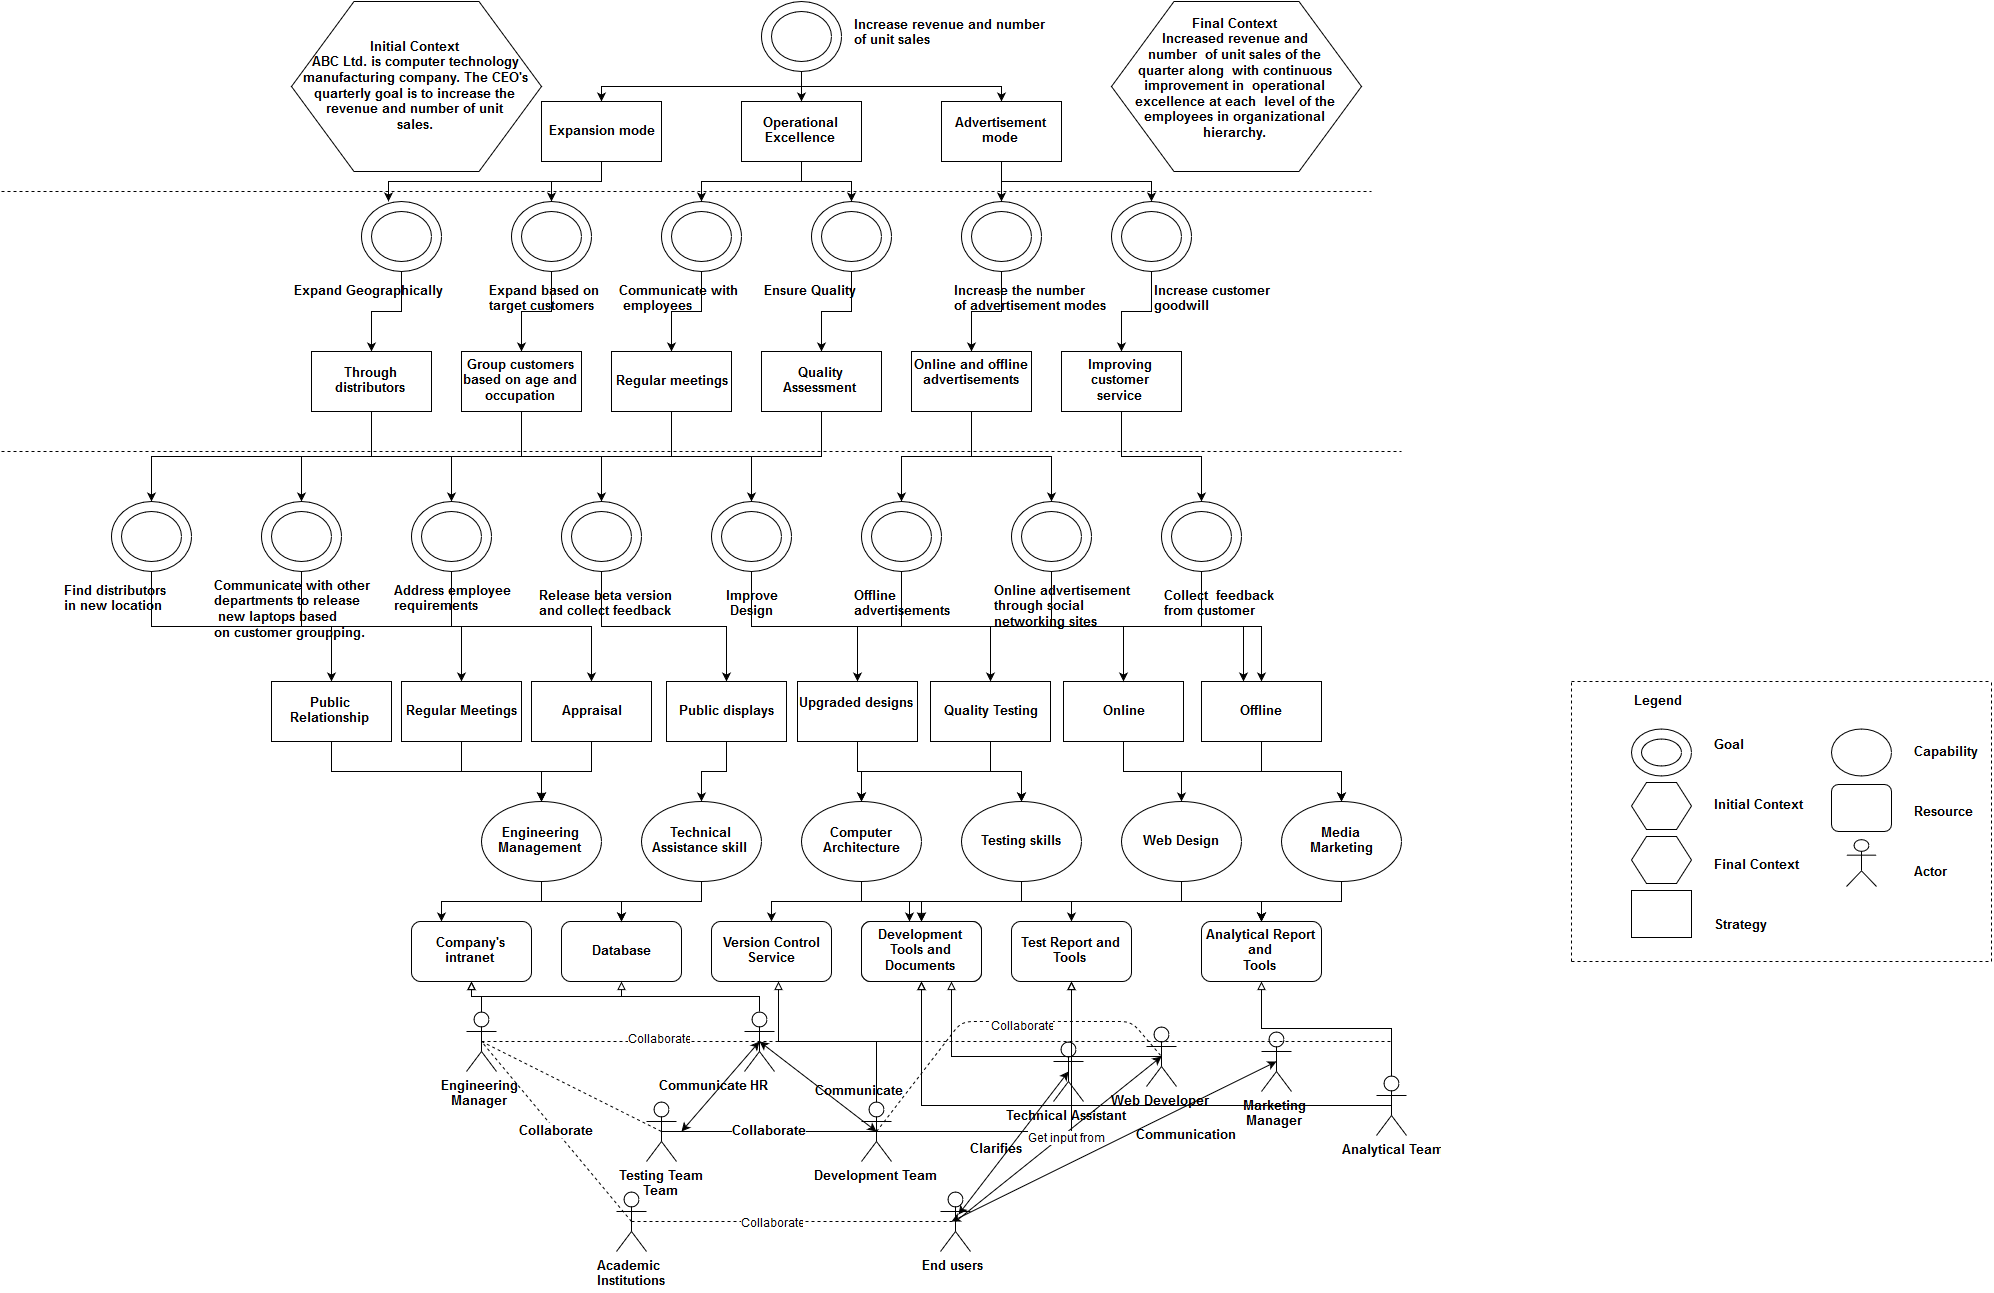 Increase revenue and number
of unit sales
Initial Context
ABC Ltd. is computer technology
manufacturing company. The CEO's
quarterly goal is to increase the
revenue and number of unit
sales.
Final Context
Increased revenue and
number of unit sales of the
quarter along with continuous
improvement in operational
excellence at each level of the
employees in organizational
hierarchy.
Expansion mode
Operational
Excellence
Advertisement
mode
Expand Geographically
Expand based on
target customers
Communicate with
employees
Ensure Quality
Increase the number
of advertisement modes
Increase customer
goodwill
Through
distributors
Group customers
based on age and
occupation
Regular meetings
Quality
Assessment
Online and offline
advertisements
Improving
customer
service
Find distributors
in new location
Communicate with other
departments to release
new laptops based
on customer groupping.
Address employee
requirements
Release beta version
and collect feedback
Improve
Design
Offline
advertisements
Online advertisement
through social
networking sites
Collect feedback
from customer
Public
Relationship
Regular Meetings
Appraisal
Public displays
Upgraded designs
Quality Testing
Online
Offline
Legend
Goal
Capability
Initial Context
Resource
Final Context
Actor
Strategy
Engineering
Management
Technical
Assistance skill
Computer
Architecture
Testing skills
Web Design
Media
Marketing
Company's
intranet
Database
Version Control
Service
Development
Tools and
Documents
Test Report and
Tools
Analytical Report
and
Tools
Collaborate
Collaborate
Engineering
Manager
Communicate HR
Communicate
Technical Assistant
Web Developer
Marketing
Manager
Collaborate
Collaborate
Get input from
Communication
Clarifies
Analytical Team
Testing Team
Team
Development Team
Collaborate
Academic
Institutions
End users